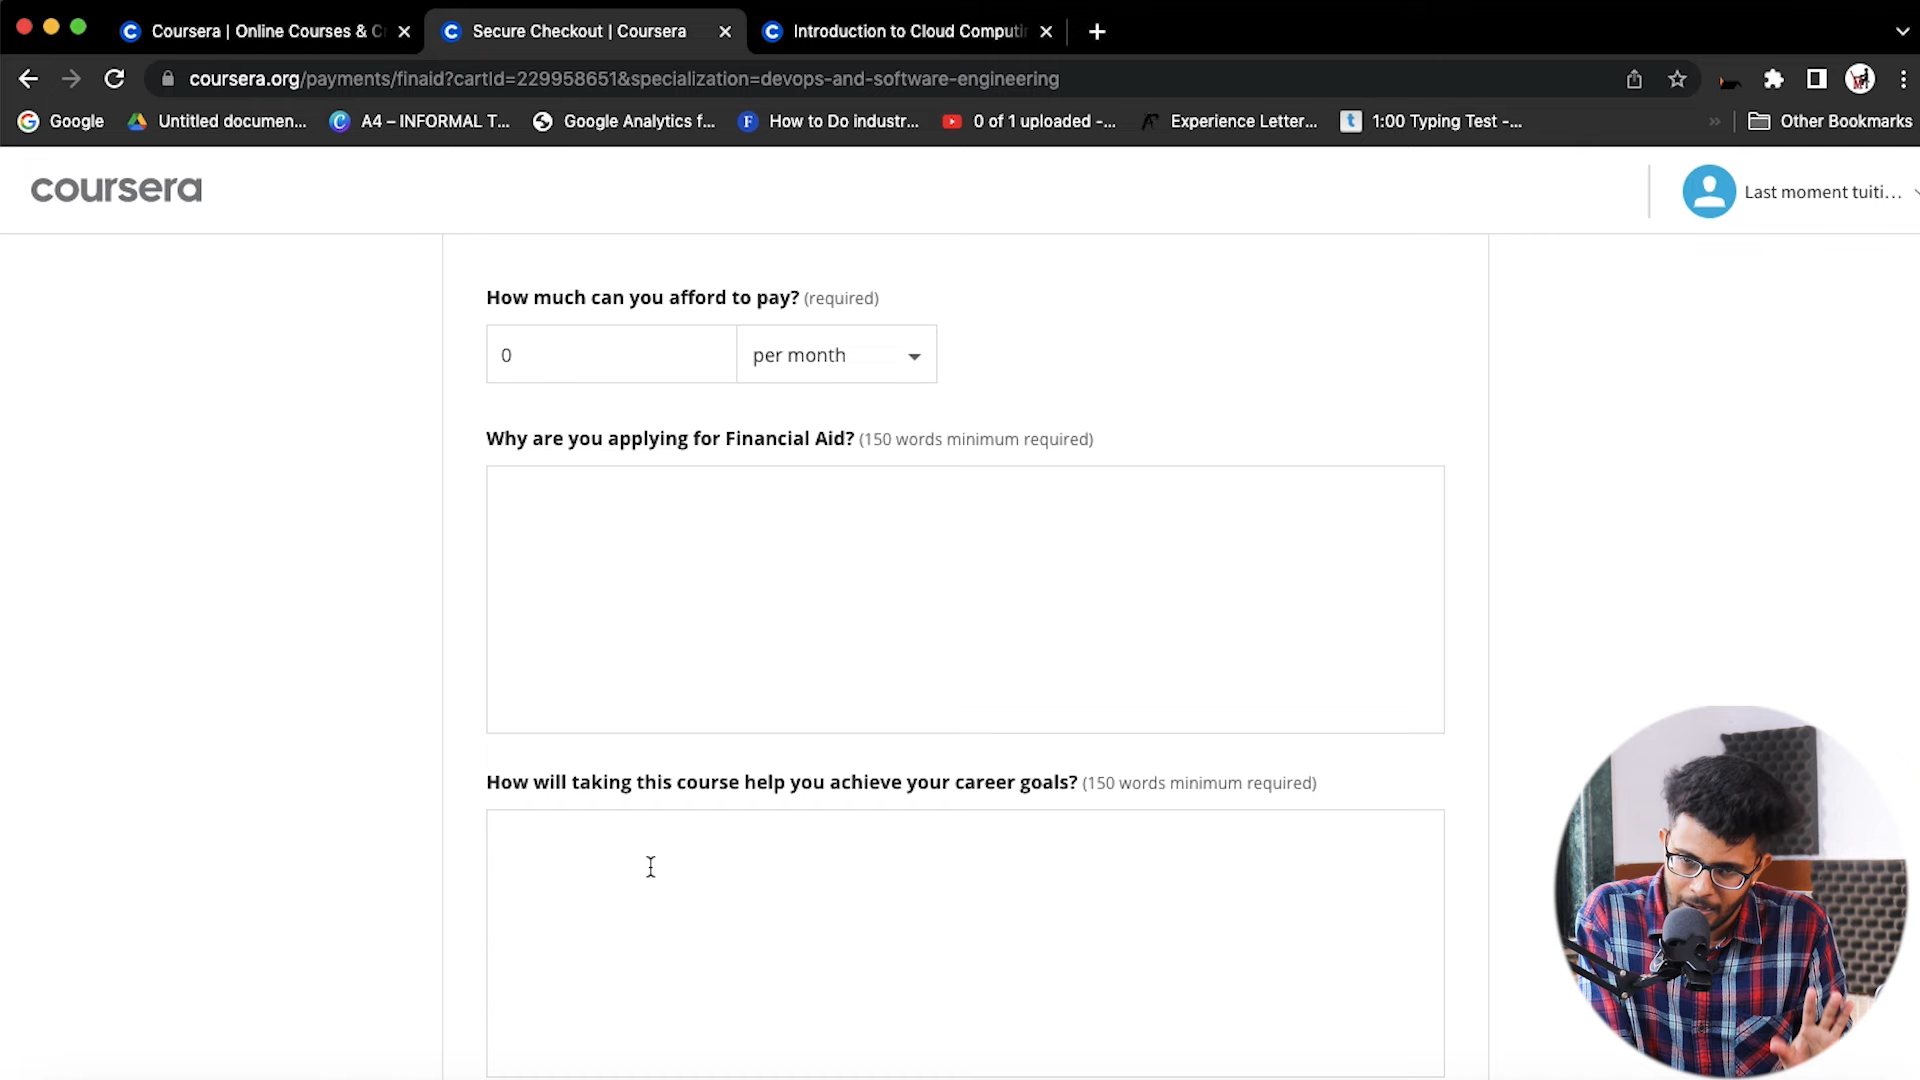 Coursera | Online Courses & C
Secure Checkout | Coursera
Introduction to Cloud Computi
coursera.org/payments/finaid?cartId=229958651&specialization=devops-and-software-engineering
Google
Untitled documen...
A4 – INFORMAL T...
Google Analytics f...
How to Do industr...
0 of 1 uploaded -...
Experience Letter...
1:00 Typing Test -...
»
Other Bookmarks
coursera
Last moment tuiti...
How much can you afford to pay? (required)
0
per month
Why are you applying for Financial Aid? (150 words minimum required)
How will taking this course help you achieve your career goals? (150 words minimum required)